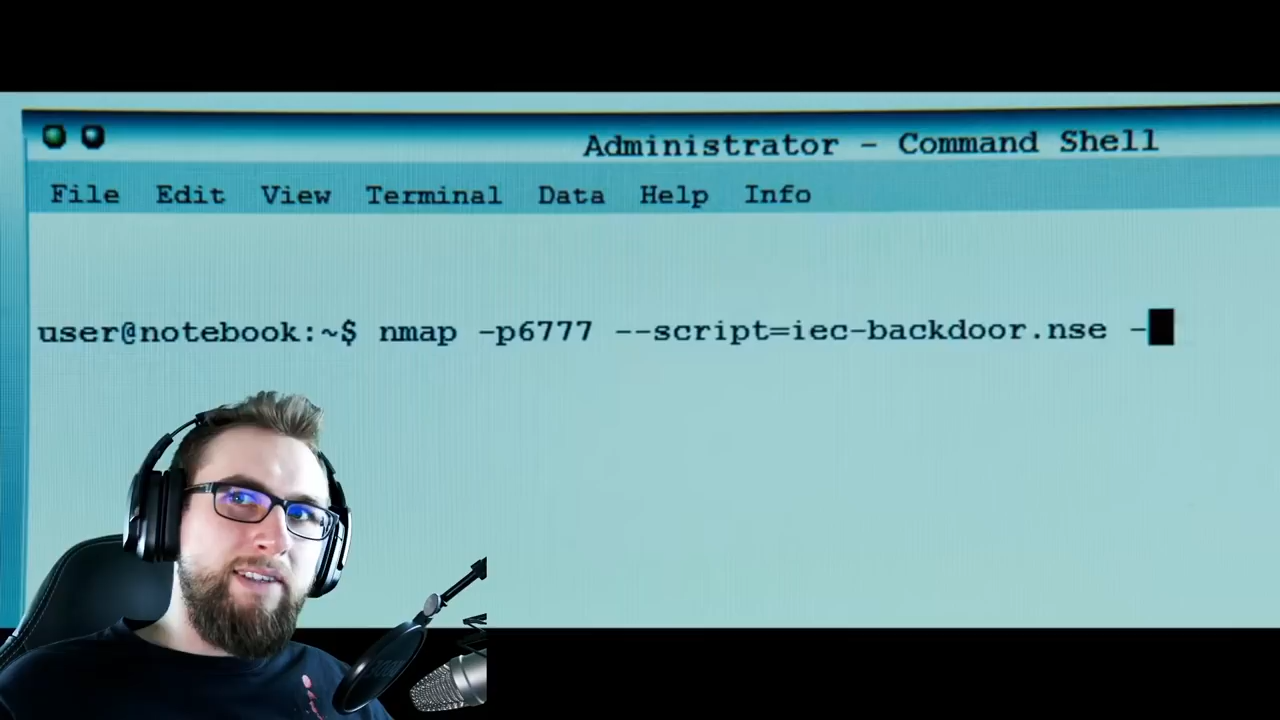 Administrator - Command Shell
File Edit View Terminal Data Help Info
user@notebook:~$ nmap -p6777 --script=iec-backdoor.nse -